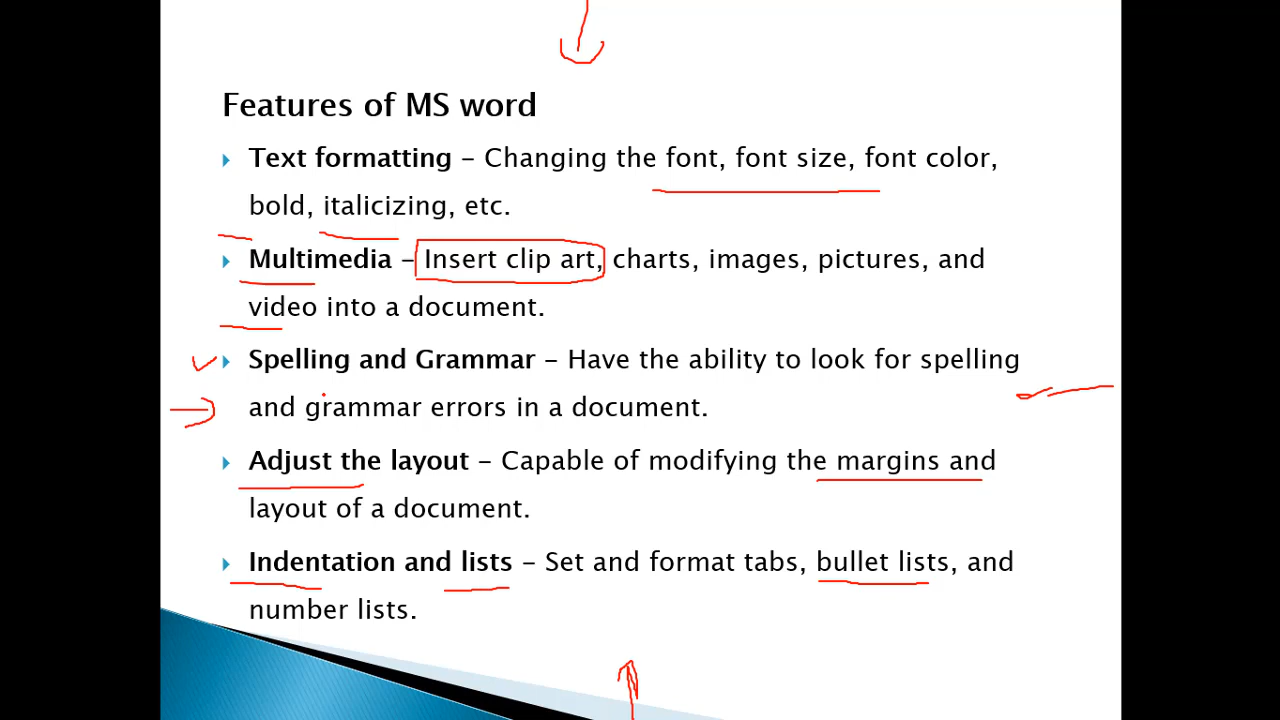 Features of MS word
Text formatting – Changing the font, font size, font color,
bold, italicizing, etc.
Multimedia – Insert clip art, charts, images, pictures, and
video into a document.
Spelling and Grammar – Have the ability to look for spelling
and grammar errors in a document.
Adjust the layout – Capable of modifying the margins and
layout of a document.
Indentation and lists – Set and format tabs, bullet lists, and
number lists.